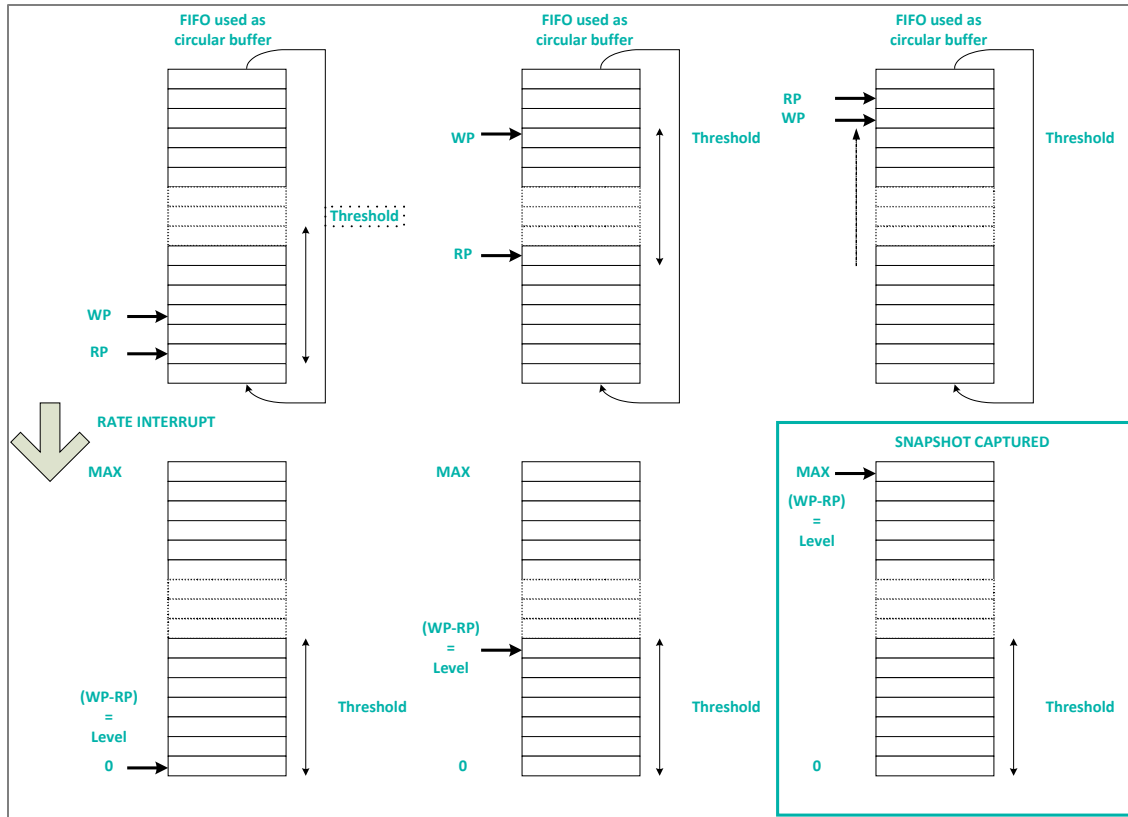 FIFO used as
circular buffer
FIFO used as
circular buffer
FIFO used as
circular buffer
WP
RP
Threshold
WP
RP
Threshold
RP
WP
Threshold
RATE INTERRUPT
MAX
(WP-RP)
=
Level
0
Threshold
MAX
(WP-RP)
=
Level
0
Threshold
SNAPSHOT CAPTURED
MAX
(WP-RP)
=
Level
0
Threshold